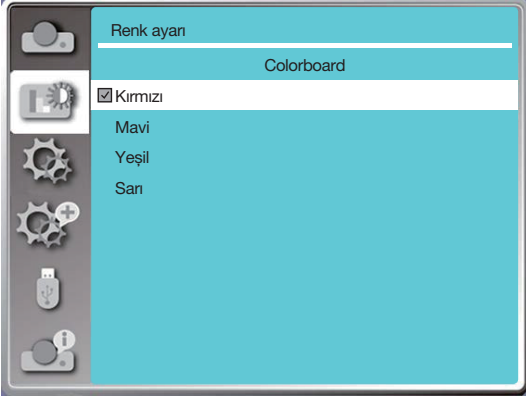 Renk ayarı
Colorboard
Kırmızı
Mavi
Yeşil
Sarı